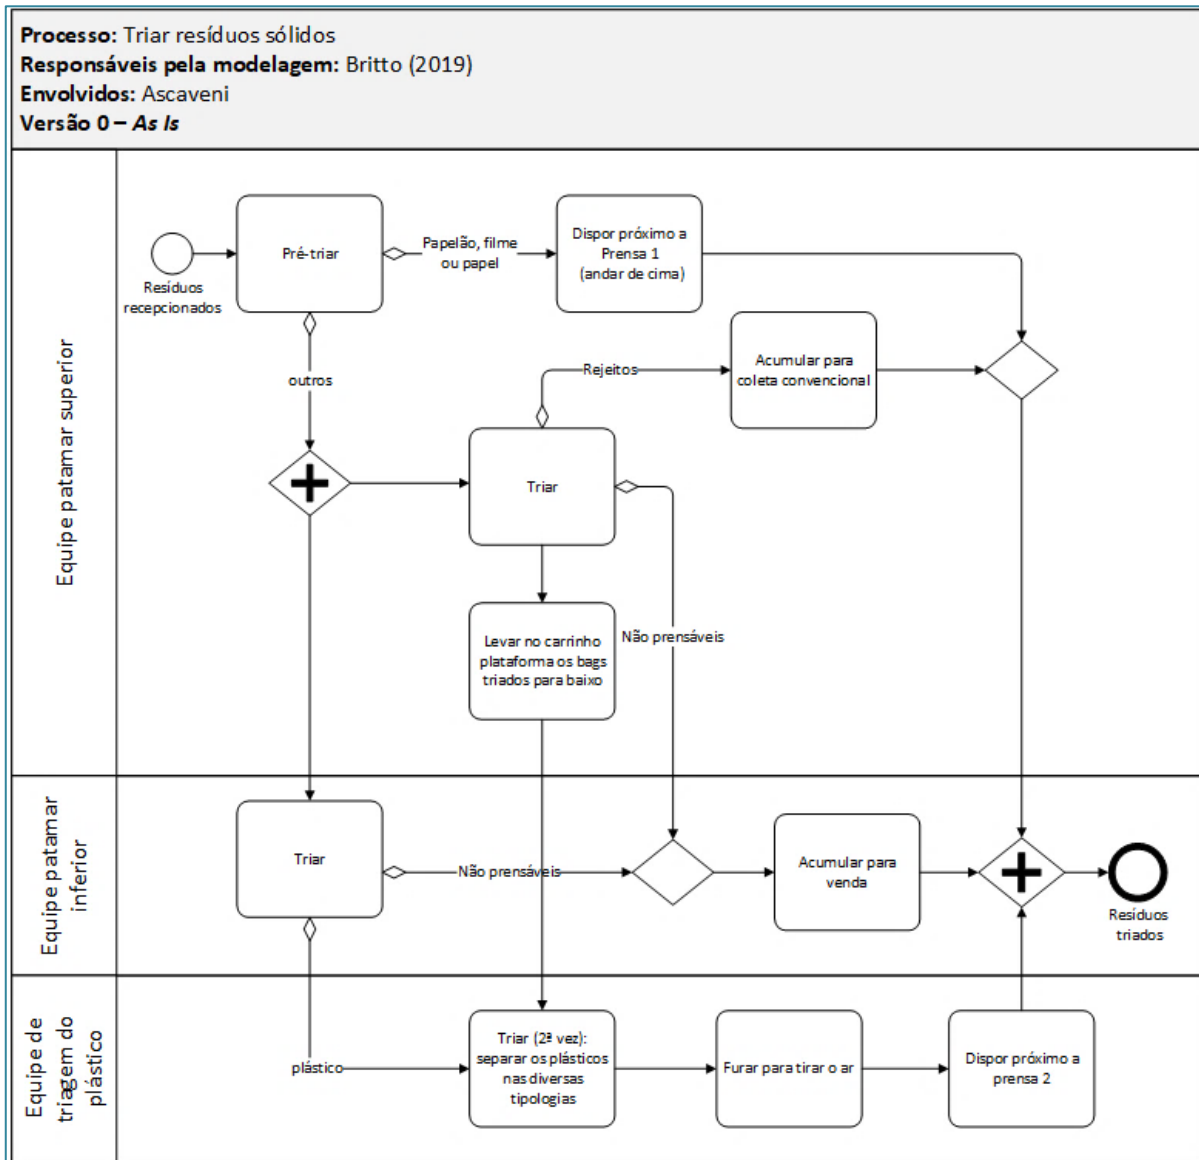 Processo: Triar resíduos sólidos
Responsáveis pela modelagem: Britto (2019)
Envolvidos: Ascaveni
Versão 0 – As Is
Equipe patamar superior
Resíduos
recepcionados
Pré-triar
Papelão, filme
ou papel
Dispor próximo a
Prensa 1
(andar de cima)
outros
Rejeitos
Acumular para
coleta convencional
Triar
Não prensáveis
Levar no carrinho
plataforma os bags
triados para baixo
Equipe patamar
inferior
Triar
Não prensáveis
Acumular para
venda
Resíduos
triados
Equipe de
triagem do
plástico
plástico
Triar (2ª vez):
separar os plásticos
nas diversas
tipologias
Furar para tirar o ar
Dispor próximo a
prensa 2